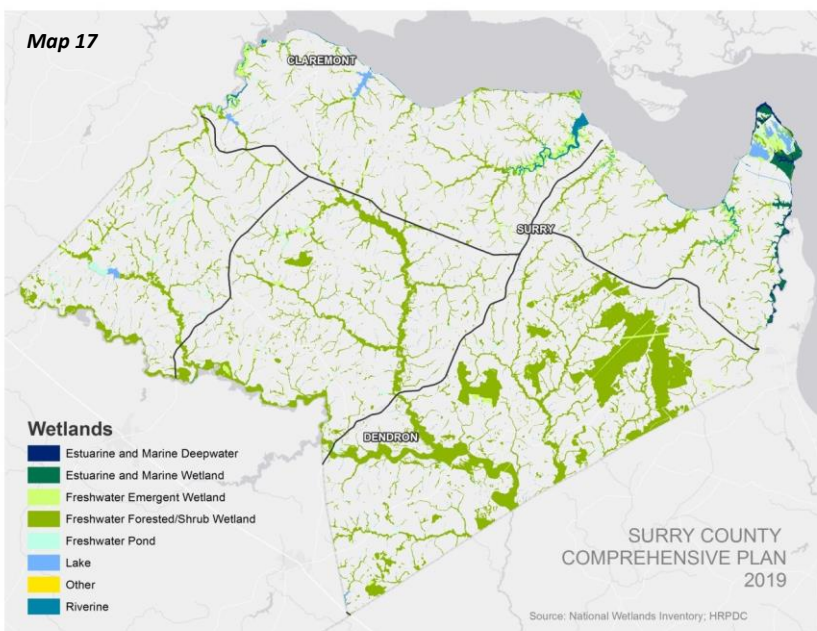 Map 17
CLAREMONT
SURRY
DENDRON
Wetlands
Estuarine and Marine Deepwater
Estuarine and Marine Wetland
Freshwater Emergent Wetland
Freshwater Forested/Shrub Wetland
Freshwater Pond
Lake
Other
Riverine
SURRY COUNTY
COMPREHENSIVE PLAN
2019
Source: National Wetlands Inventory; HRPDC